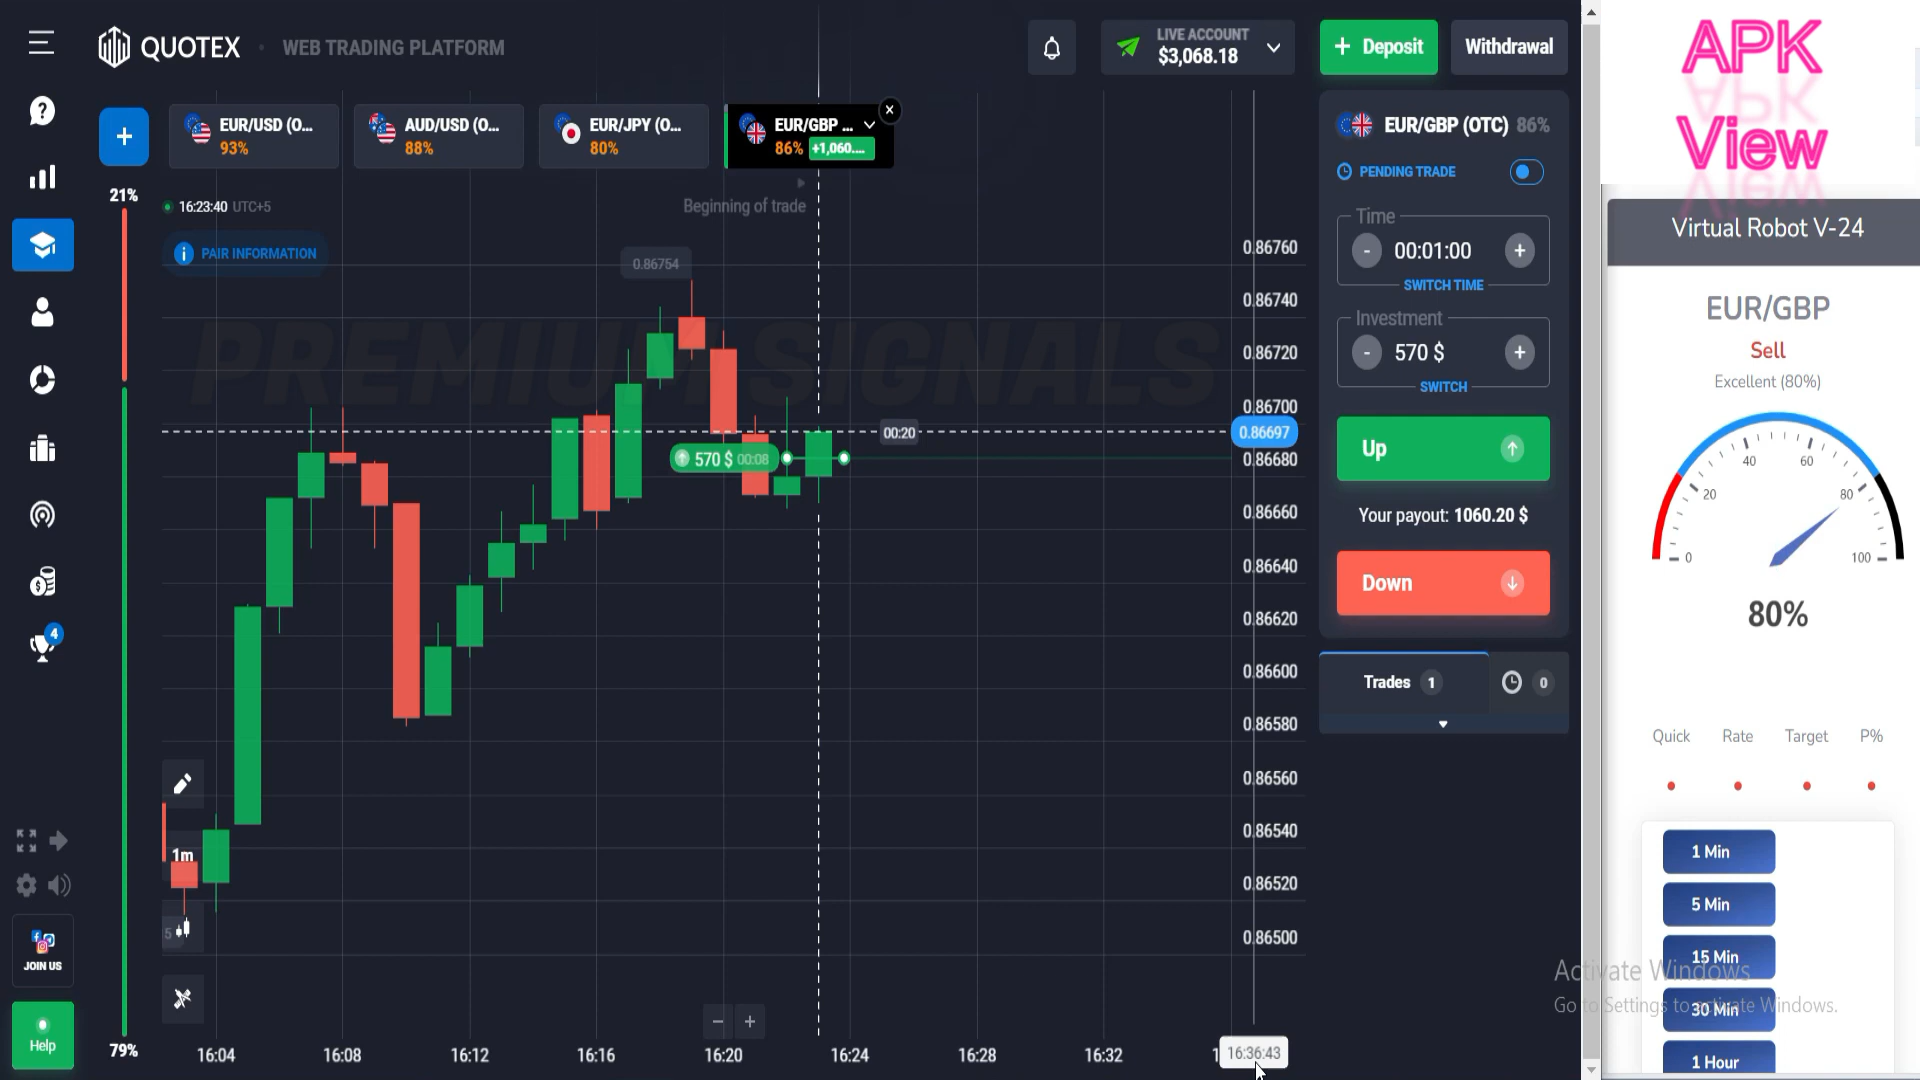 QUOTEX
WEB TRADING PLATFORM
LIVE ACCOUNT
$3,068.18
+ Deposit
Withdrawal
+
EUR/USD (O...
93%
AUD/USD (O...
88%
EUR/JPY (O...
80%
EUR/GBP ...
86% +1,060....
21%
16:23:40 UTC+5
Beginning of trade
PAIR INFORMATION
0.86754
PREMIUM SIGNALS
00:20
570 $ 00:08
0.86760
0.86740
0.86720
0.86700
0.86697
0.86680
0.86660
0.86640
0.86620
0.86600
0.86580
0.86560
0.86540
0.86520
0.86500
1m
5
4
JOIN US
Help
79%
16:04
16:08
16:12
16:16
16:20
16:24
16:28
16:32
16:36:43
EUR/GBP (OTC) 86%
PENDING TRADE
Time
- 00:01:00 +
SWITCH TIME
Investment
- 570 $ +
SWITCH
Up
Your payout: 1060.20 $
Down
Trades 1
0
APK
View
Virtual Robot V-24
EUR/GBP
Sell
Excellent (80%)
0
20
40
60
80
100
80%
Quick Rate Target P%
1 Min
5 Min
15 Min
30 Min
1 Hour
Activate Windows
Go to Settings to activate Windows.